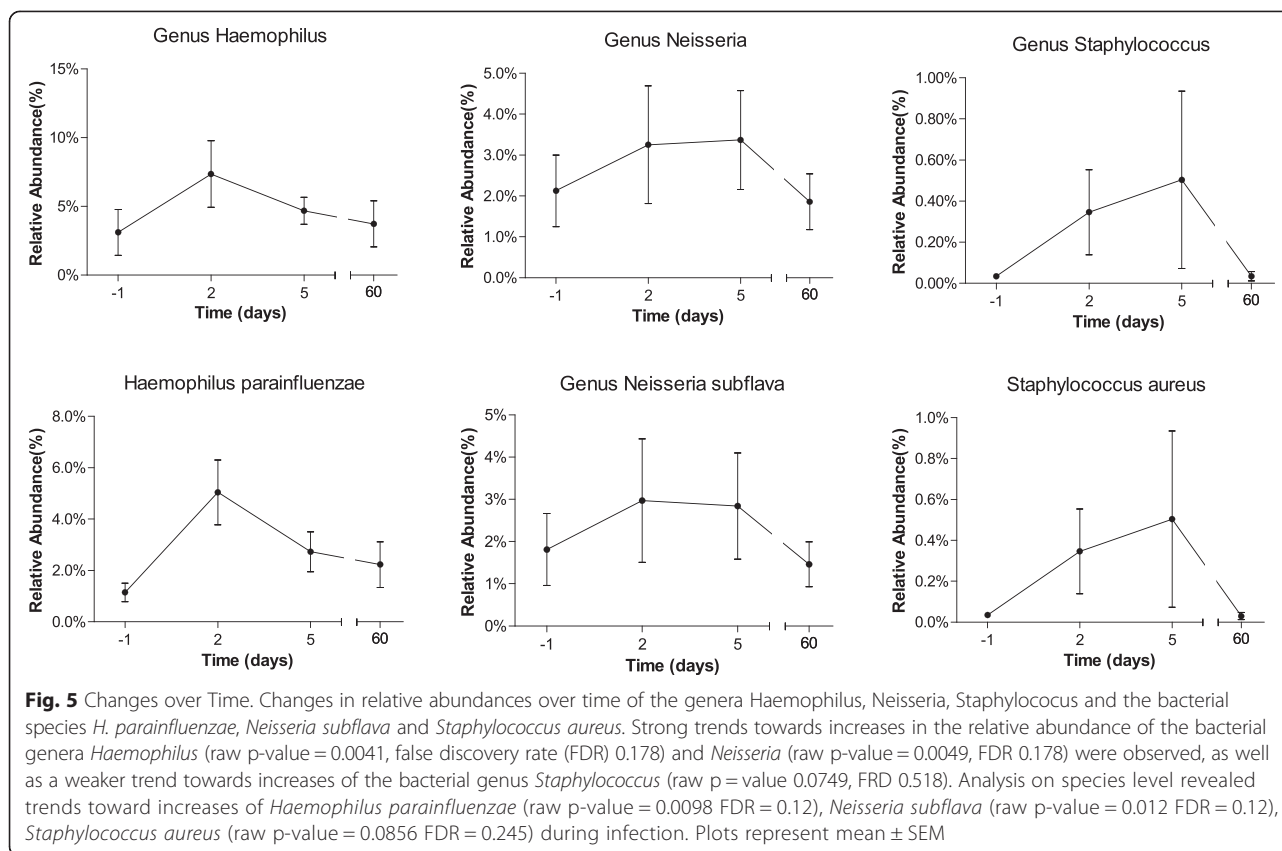 Genus Haemophilus
15%
10%
5%
0%
Relative Abundance(%)
-1
2
5
60
Time (days)
Genus Neisseria
5.0%
4.0%
3.0%
2.0%
1.0%
0.0%
Relative Abundance(%)
-1
2
5
60
Time (days)
Genus Staphylococcus
1.00%
0.80%
0.60%
0.40%
0.20%
0.00%
Relative Abundance(%)
-1
2
5
60
Time (days)
Haemophilus parainfluenzae
8.0%
6.0%
4.0%
2.0%
0.0%
Relative Abundance(%)
-1
2
5
60
Time (days)
Genus Neisseria subflava
5%
4%
3%
2%
1%
0%
Relative Abundance(%)
-1
2
5
60
Time (days)
Staphylococcus aureus
1.0%
0.8%
0.6%
0.4%
0.2%
0.0%
Relative Abundance(%)
-1
2
5
60
Time (days)
Fig. 5 Changes over Time. Changes in relative abundances over time of the genera Haemophilus, Neisseria, Staphylococus and the bacterial
species H. parainfluenzae, Neisseria subflava and Staphylococcus aureus. Strong trends towards increases in the relative abundance of the bacterial
genera Haemophilus (raw p-value = 0.0041, false discovery rate (FDR) 0.178) and Neisseria (raw p-value = 0.0049, FDR 0.178) were observed, as well
as a weaker trend towards increases of the bacterial genus Staphylococcus (raw p = value 0.0749, FRD 0.518). Analysis on species level revealed
trends toward increases of Haemophilus parainfluenzae (raw p-value = 0.0098 FDR = 0.12), Neisseria subflava (raw p-value = 0.012 FDR = 0.12),
Staphylococcus aureus (raw p-value = 0.0856 FDR = 0.245) during infection. Plots represent mean ± SEM